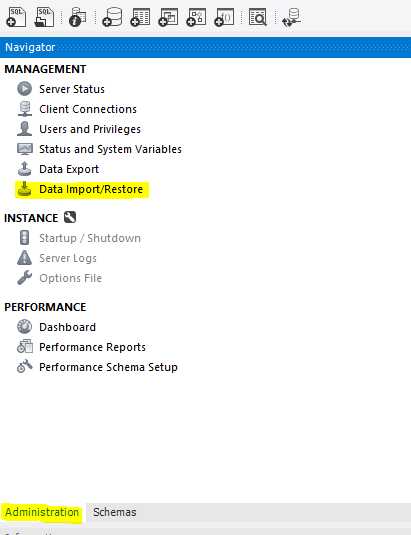 SQL
SQL
Navigator
MANAGEMENT
Server Status
Client Connections
Users and Privileges
Status and System Variables
Data Export
Data Import/Restore
INSTANCE
Startup / Shutdown
Server Logs
Options File
PERFORMANCE
Dashboard
Performance Reports
Performance Schema Setup
Administration Schemas